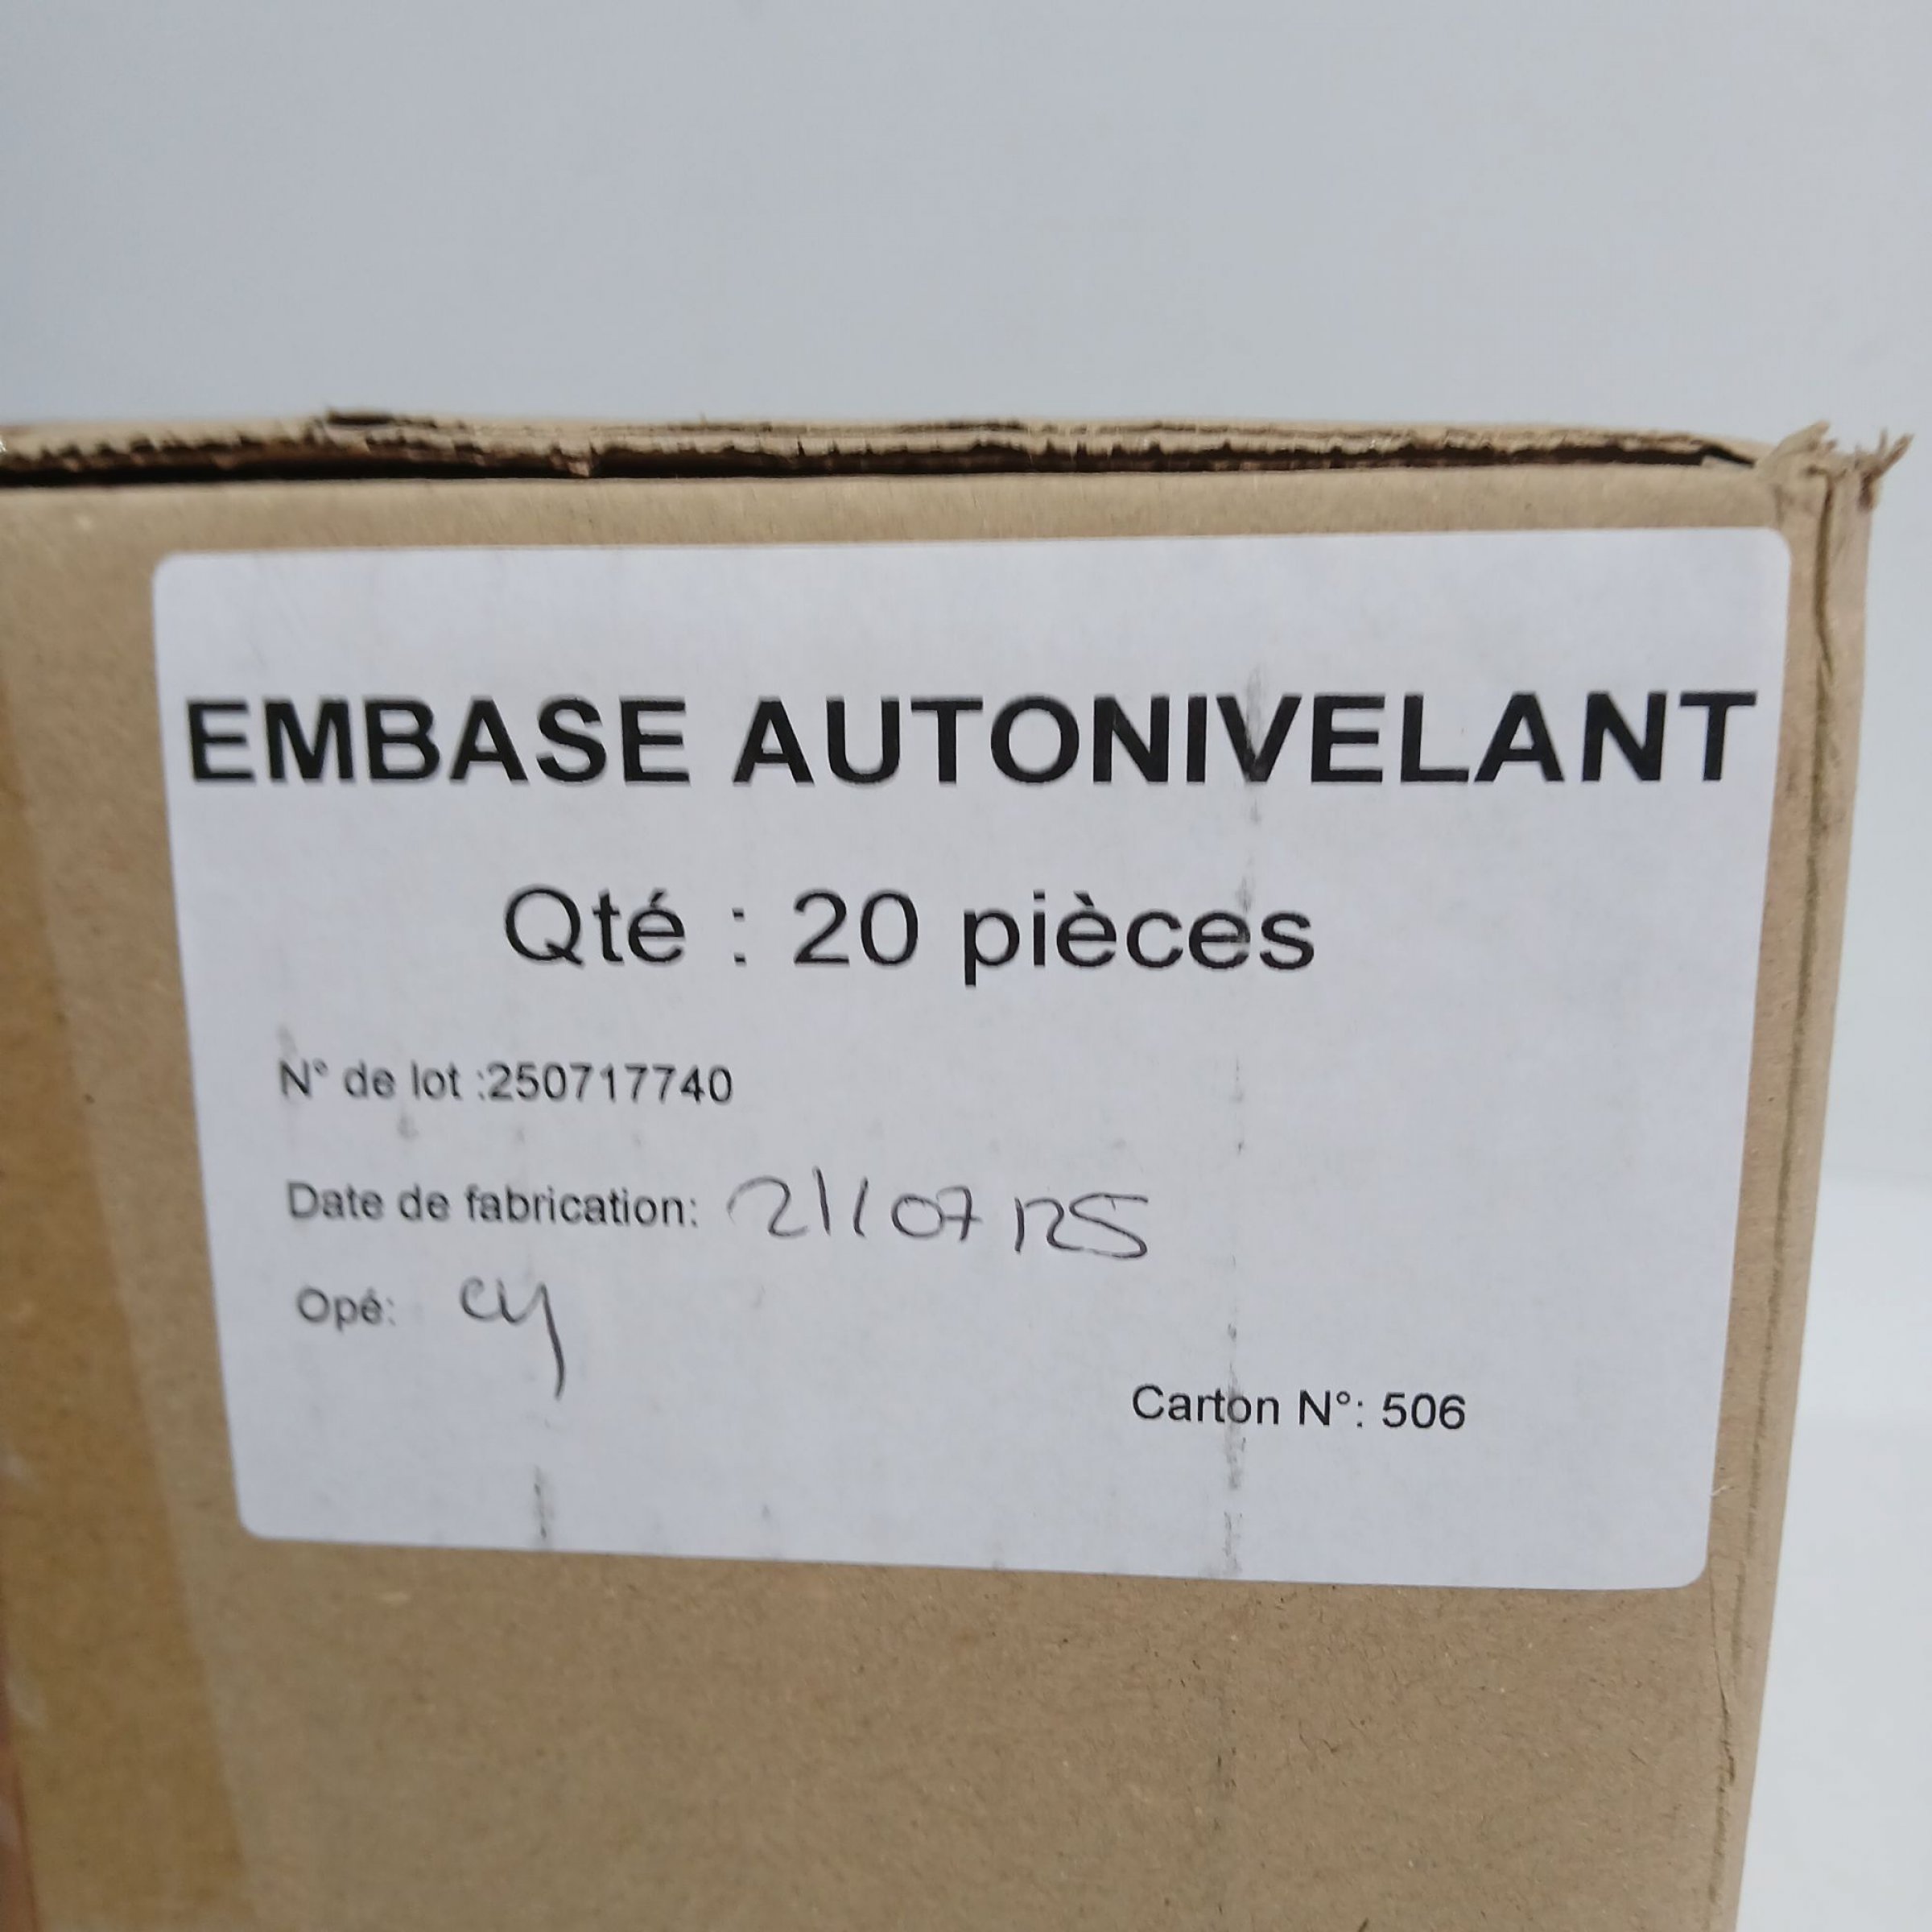 EMBASE AUTONIVELANT
Qté : 20 pièces
N° de lot :250717740
Date de fabrication: 21/07/25
Opé: cy
Carton N°: 506